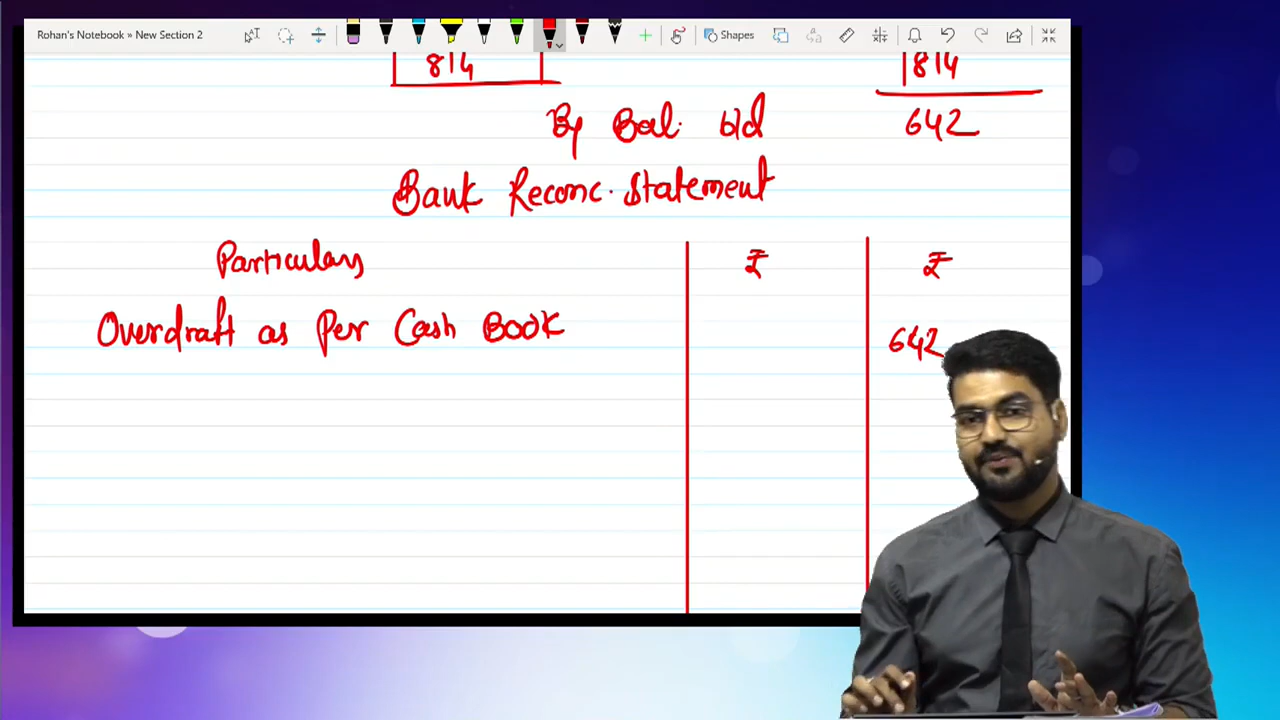 Rohan's Notebook » New Section 2
Shapes
814 814
By Bal. b/d 642
Bank Reconc. Statement
Particulars ₹ ₹
Overdraft as Per Cash Book 642